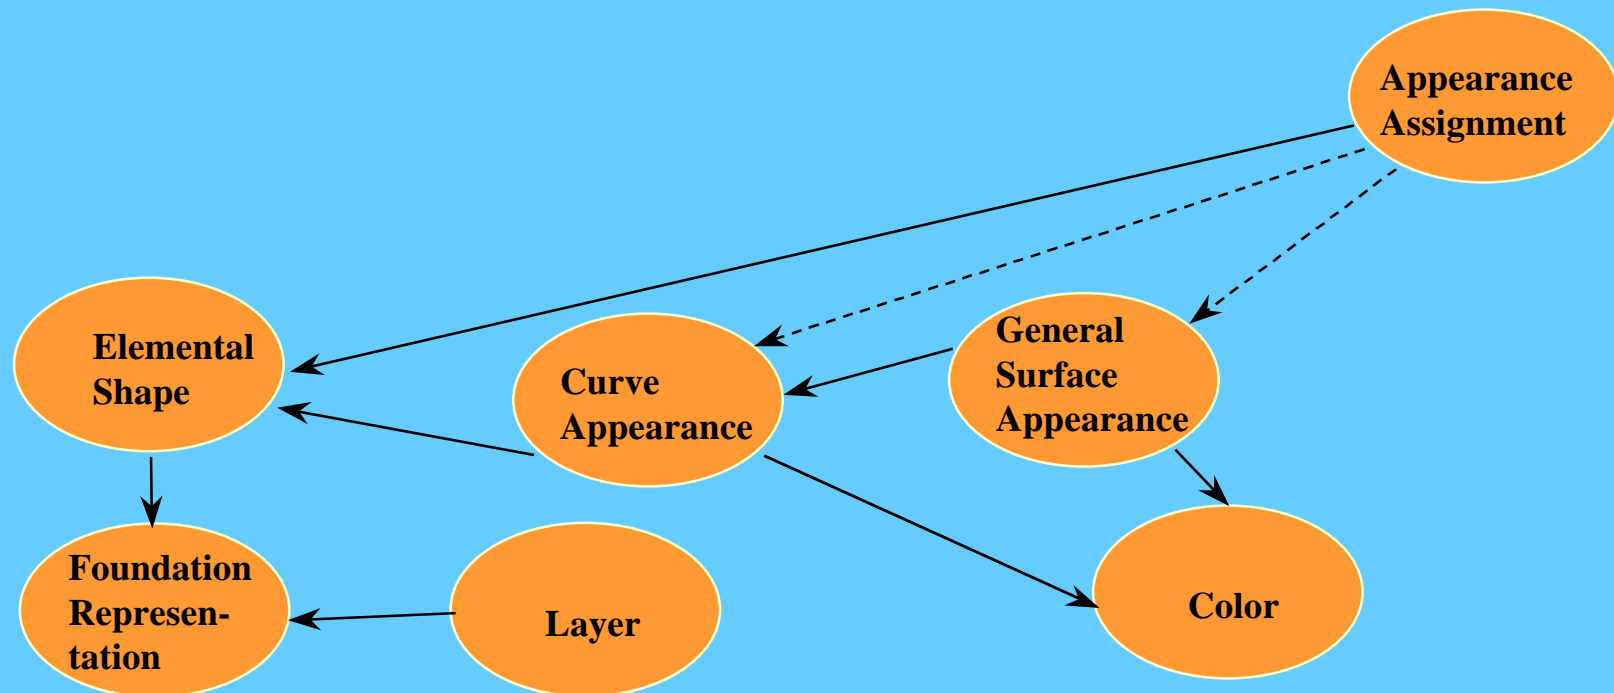 Appearance
Assignment
Elemental
Shape
Curve
Appearance
General
Surface
Appearance
Foundation
Represen-
tation
Layer
Color